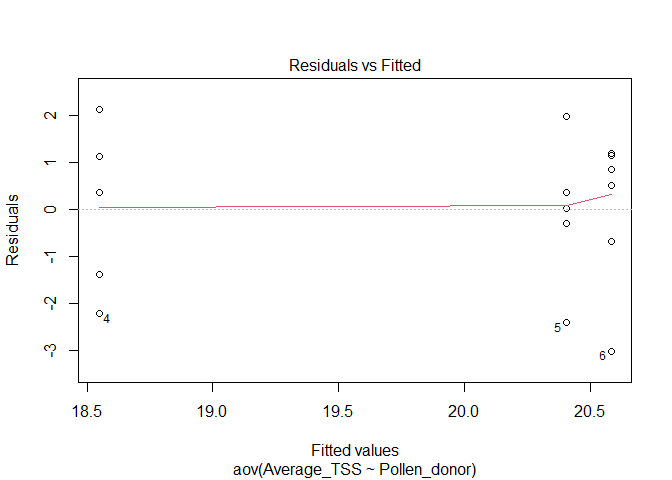 Residuals vs Fitted
Residuals
2
1
0
-1
-2
-3
4
5
6
18.5 19.0 19.5 20.0 20.5
Fitted values
aov(Average_TSS ~ Pollen_donor)